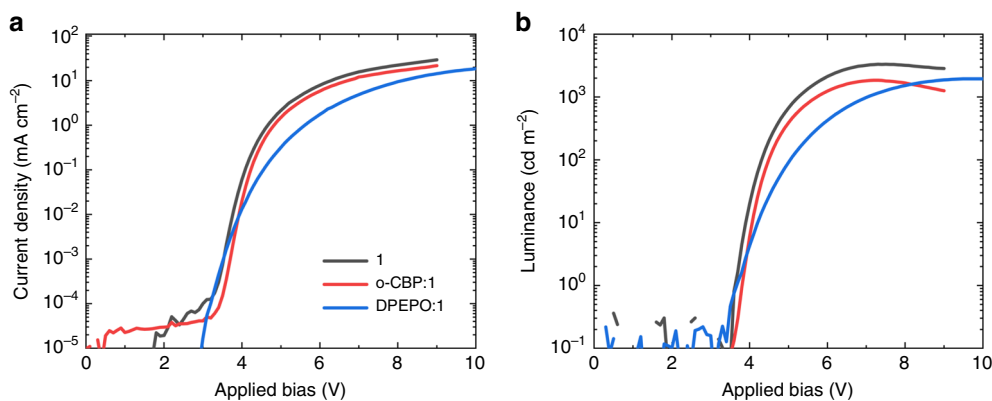 a
Current density (mA cm⁻²)
10²
10¹
10⁰
10⁻¹
10⁻²
10⁻³
10⁻⁴
10⁻⁵
1
o-CBP:1
DPEPO:1
0 2 4 6 8 10
Applied bias (V)
b
Luminance (cd m⁻²)
10⁴
10³
10²
10¹
10⁰
10⁻¹
0 2 4 6 8 10
Applied bias (V)